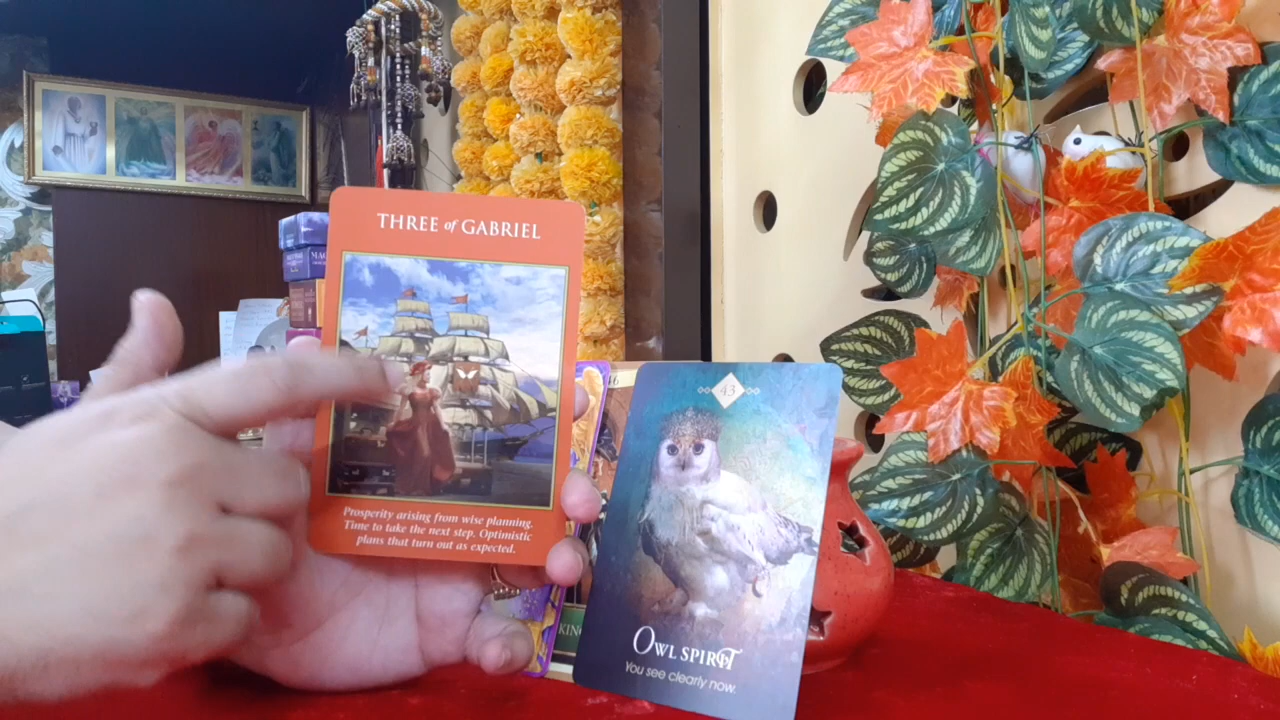 THREE of GABRIEL
Prosperity arising from wise planning.
Time to take the next step. Optimistic
plans that turn out as expected.
43
OWL SPIRIT
You see clearly now.